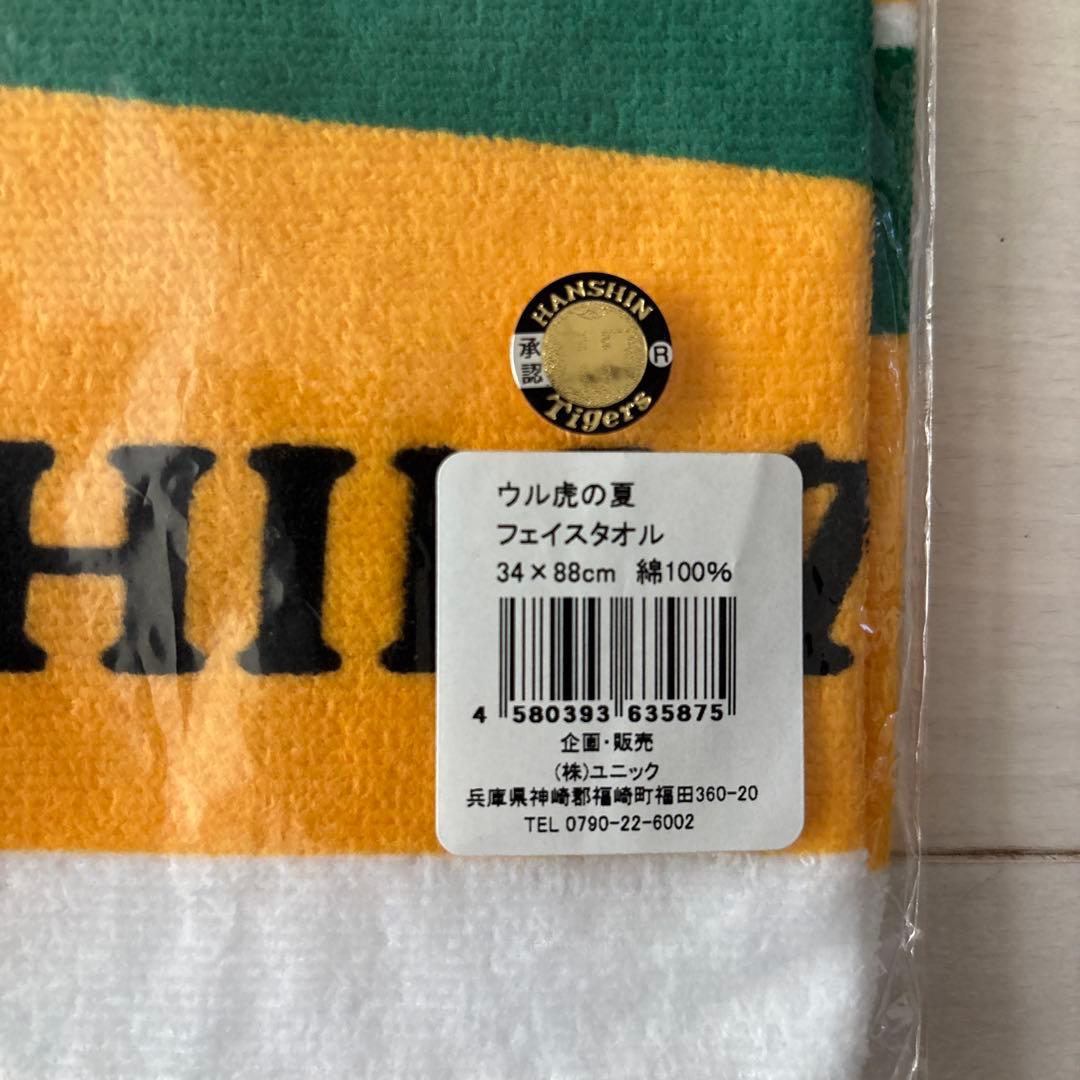 HANSHIN
承認
R
Tigers
HI
ウル虎の夏
フェイスタオル
34×88cm 綿100%
4 580393 635875
企画・販売
(株)ユニック
兵庫県神崎郡福崎町福田360-20
TEL 0790-22-6002